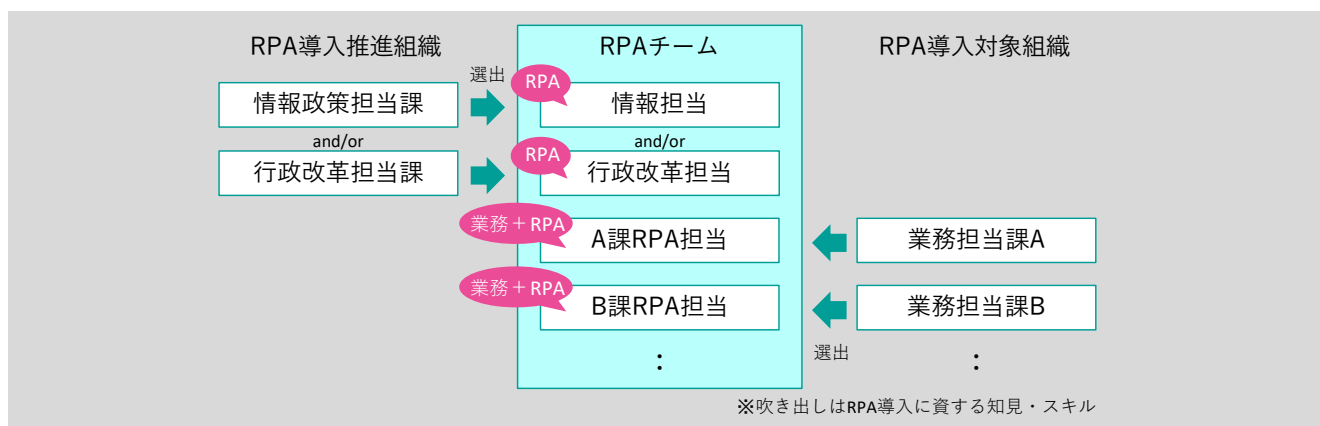 RPA導入推進組織
RPAチーム
RPA導入対象組織
選出
RPA
情報政策担当課
情報担当
and/or
and/or
RPA
行政改革担当課
行政改革担当
業務+RPA
A課RPA担当
業務担当課A
業務+RPA
B課RPA担当
業務担当課B
:
選出
:
※吹き出しはRPA導入に資する知見・スキル